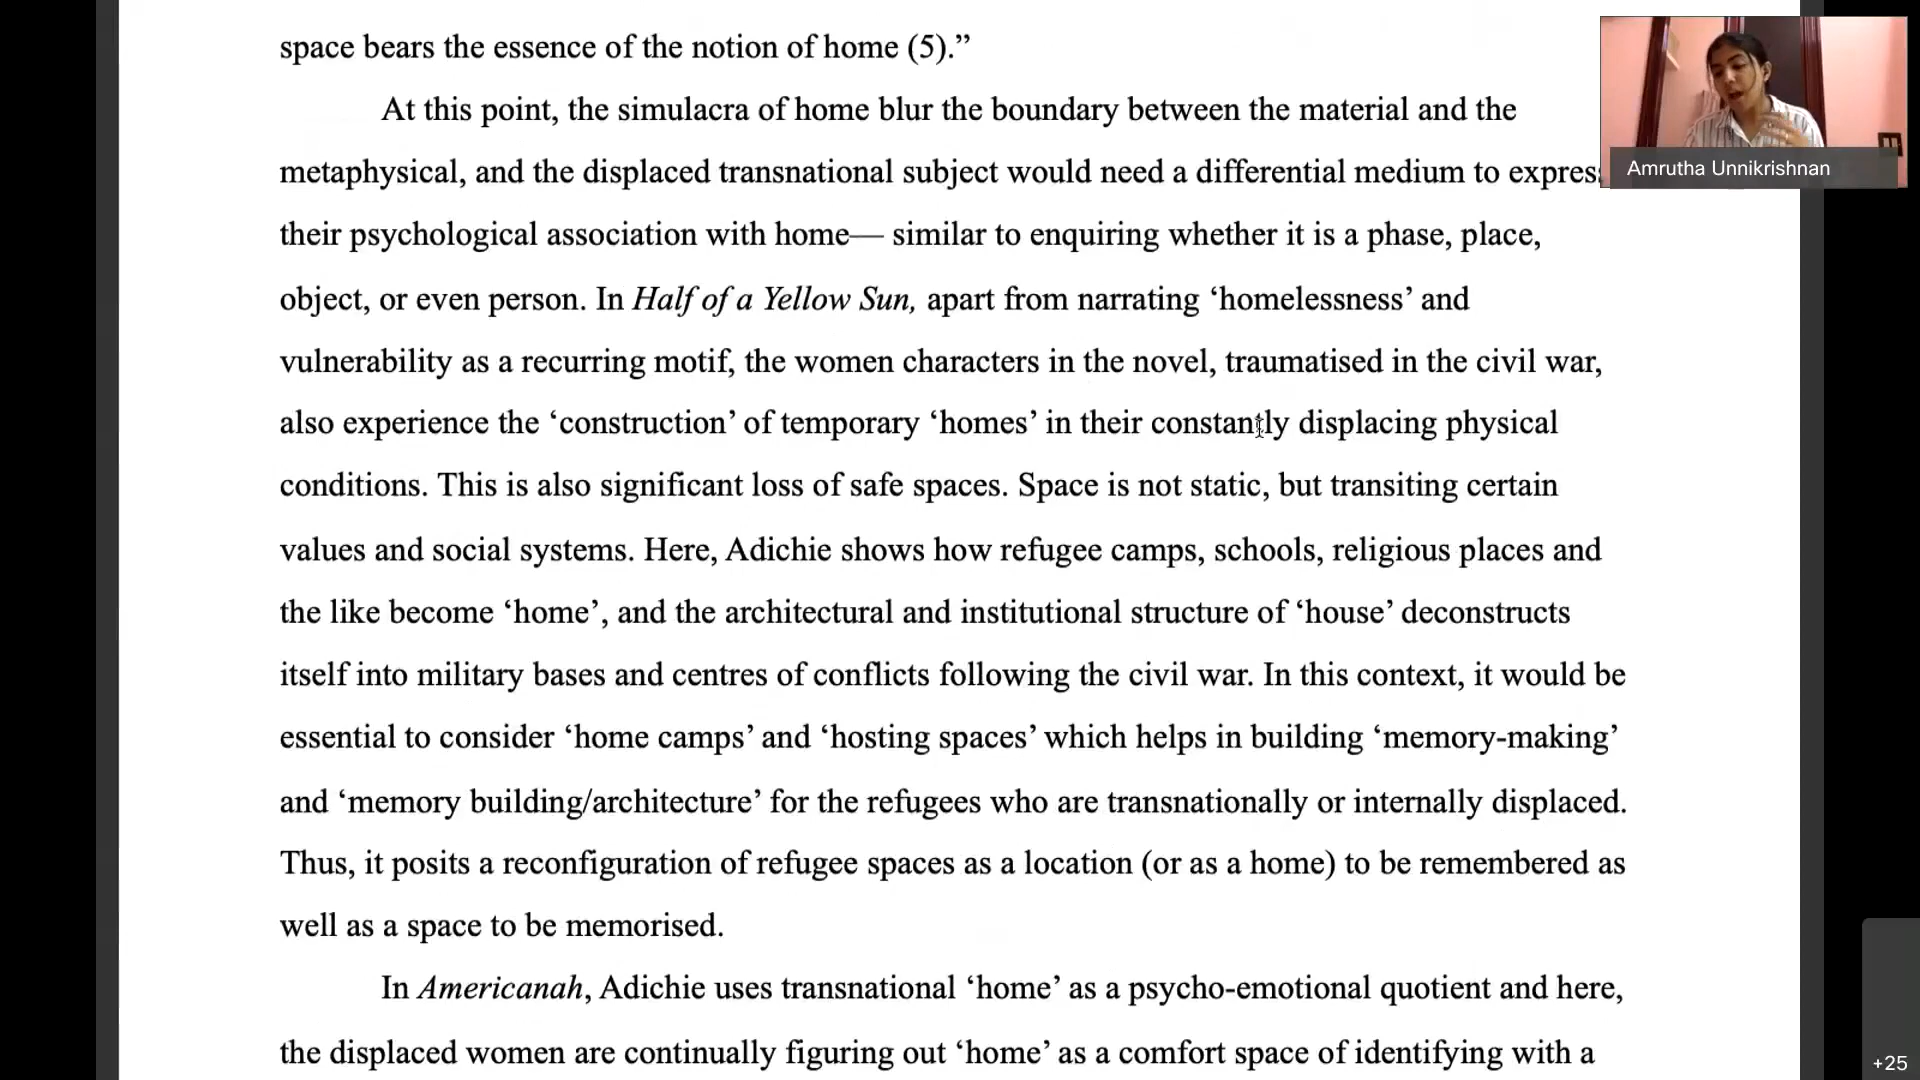 space bears the essence of the notion of home (5).”
At this point, the simulacra of home blur the boundary between the material and the
metaphysical, and the displaced transnational subject would need a differential medium to express
their psychological association with home— similar to enquiring whether it is a phase, place,
object, or even person. In Half of a Yellow Sun, apart from narrating ‘homelessness’ and
vulnerability as a recurring motif, the women characters in the novel, traumatised in the civil war,
also experience the ‘construction’ of temporary ‘homes’ in their constantly displacing physical
conditions. This is also significant loss of safe spaces. Space is not static, but transiting certain
values and social systems. Here, Adichie shows how refugee camps, schools, religious places and
the like become ‘home’, and the architectural and institutional structure of ‘house’ deconstructs
itself into military bases and centres of conflicts following the civil war. In this context, it would be
essential to consider ‘home camps’ and ‘hosting spaces’ which helps in building ‘memory-making’
and ‘memory building/architecture’ for the refugees who are transnationally or internally displaced.
Thus, it posits a reconfiguration of refugee spaces as a location (or as a home) to be remembered as
well as a space to be memorised.
In Americanah, Adichie uses transnational ‘home’ as a psycho-emotional quotient and here,
the displaced women are continually figuring out ‘home’ as a comfort space of identifying with a
Amrutha Unnikrishnan
+25